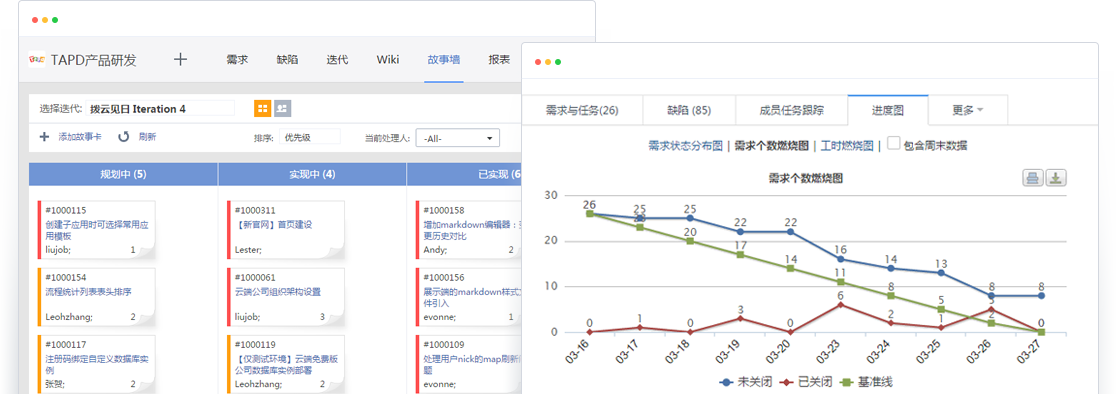 TAPD产品研发
需求 缺陷 迭代 Wiki 故事墙 报表
选择迭代: 拨云见日 Iteration 4
添加故事卡 刷新 排序: 优先级 当前处理人: -All-
规划中 (5) 实现中 (4) 已实现 (6
#1000115
创建子应用时可选择常用应
用模板
liujob; 1
#1000154
流程统计列表表头排序
Leohzhang; 2
#1000117
注册码绑定自定义数据库实
例
张贺; 2
#1000311
【新官网】首页建设
Lester;
#1000061
云端公司组织架构设置
liujob; 3
#1000119
【仅测试环境】云端免费版
公司数据库实例部署
Leohzhang; 2
#1000158
增加markdown编辑器:
更历史对比
Andy; 2
#1000156
展示端的markdown样式
件引入
evonne; 1
#1000109
处理用户nick的map刷新
题
evonne;
需求与任务(26) 缺陷 (85) 成员任务跟踪 进度图 更多
需求状态分布图 | 需求个数燃烧图 | 工时燃烧图 | 包含周末数据
需求个数燃烧图
30
20
10
0
26 25 25 22 22 16 14 13 8 8
23 20 17 14 11 8 5 2 0
0 1 0 3 0 6 2 1 5 0
03-16 03-17 03-18 03-19 03-20 03-23 03-24 03-25 03-26 03-27
未关闭 已关闭 基准线